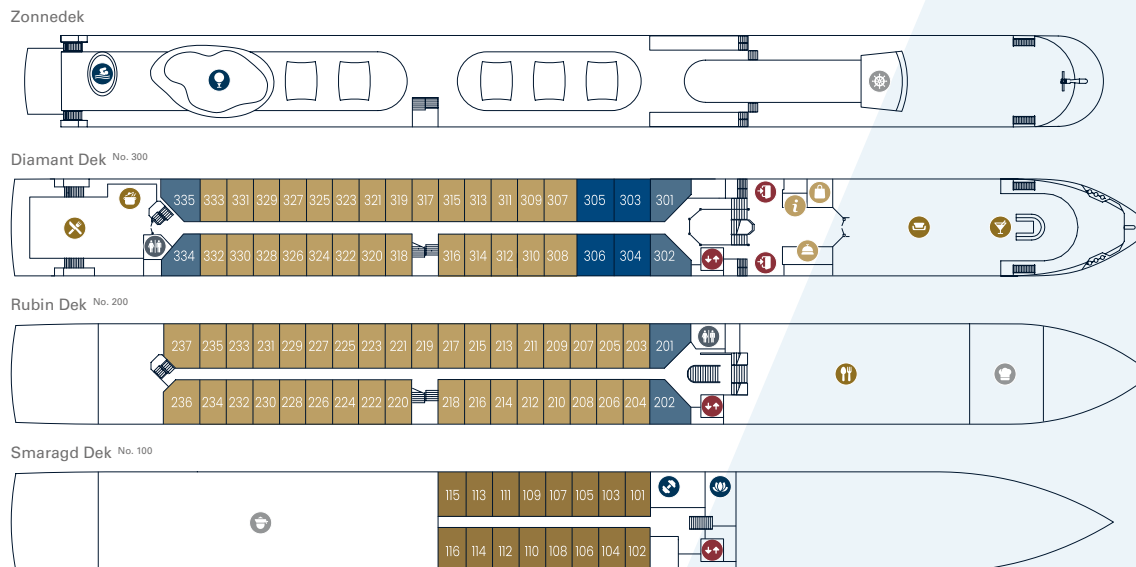 Zonnedek
Diamant Dek No. 300
335 333 331 329 327 325 323 321 319 317 315 313 311 309 307 305 303 301
334 332 330 328 326 324 322 320 318 316 314 312 310 308 306 304 302
i
Rubin Dek No. 200
237 235 233 231 229 227 225 223 221 219 217 215 213 211 209 207 205 203 201
236 234 232 230 228 226 224 222 220 218 216 214 212 210 208 206 204 202
Smaragd Dek No. 100
115 113 111 109 107 105 103 101
116 114 112 110 108 106 104 102